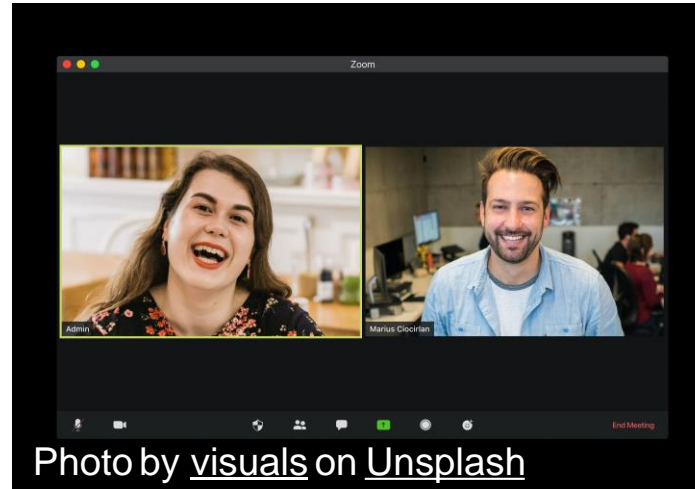 Zoom
Admin
Marius Ciocirlan
End Meeting
Photo by visuals on Unsplash